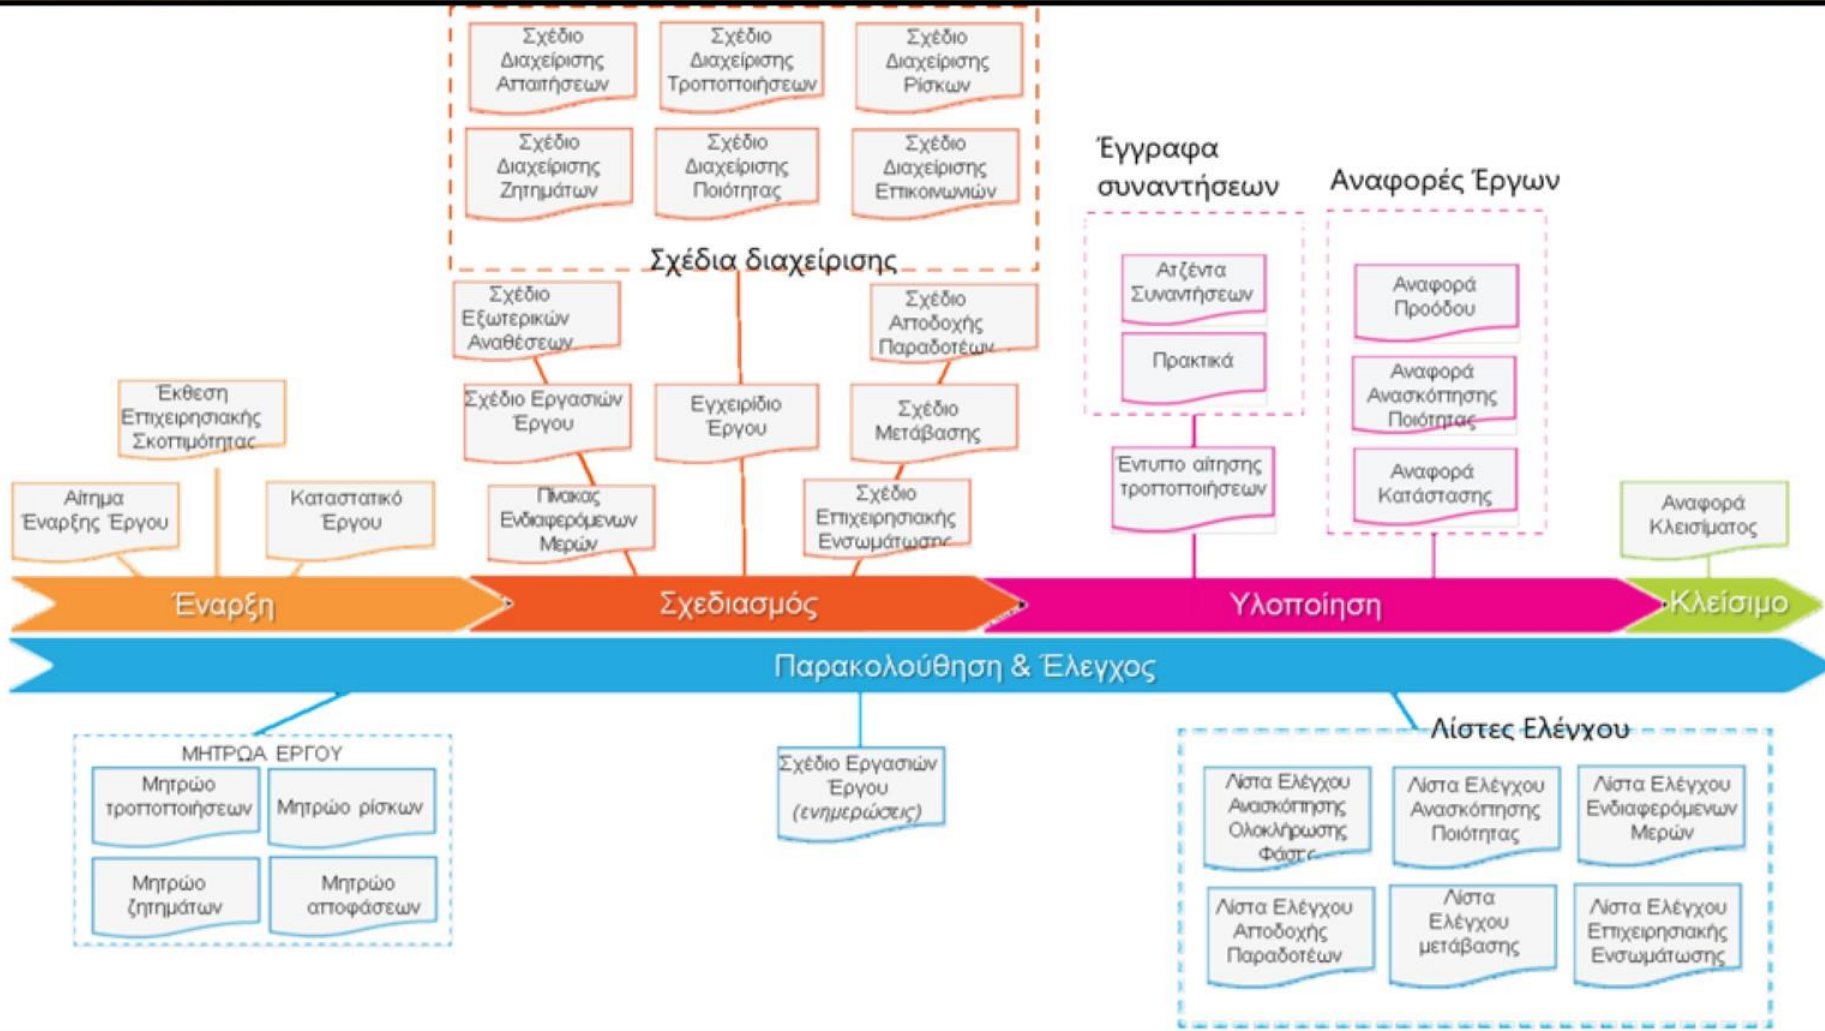 Σχέδιο
Διαχείρισης
Απαιτήσεων
Σχέδιο
Διαχείρισης
Τροποποιήσεων
Σχέδιο
Διαχείρισης
Ρίσκων
Σχέδιο
Διαχείρισης
Ζητημάτων
Σχέδιο
Διαχείρισης
Ποιότητας
Σχέδιο
Διαχείρισης
Επικοινωνιών
Σχέδια διαχείρισης
Έγγραφα
συναντήσεων
Αναφορές Έργων
Σχέδιο
Εξωτερικών
Αναθέσεων
Σχέδιο
Αποδοχής
Παραδοτέων
Ατζέντα
Συναντήσεων
Αναφορά
Προόδου
Πρακτικά
Αναφορά
Ανασκόπησης
Ποιότητας
Έκθεση
Επιχειρησιακής
Σκοπιμότητας
Σχέδιο Εργασιών
Έργου
Εγχειρίδιο
Έργου
Σχέδιο
Μετάβασης
Έντυπο αίτησης
τροποποιήσεων
Αναφορά
Κατάστασης
Αίτημα
Έναρξης Έργου
Καταστατικό
Έργου
Πίνακας
Ενδιαφερόμενων
Μερών
Σχέδιο
Επιχειρησιακής
Ενσωμάτωσης
Αναφορά
Κλεισίματος
Έναρξη
Σχεδιασμός
Υλοποίηση
Κλείσιμο
Παρακολούθηση & Έλεγχος
ΜΗΤΡΩΑ ΕΡΓΟΥ
Μητρώο
τροποποιήσεων
Μητρώο ρίσκων
Μητρώο
ζητημάτων
Μητρώο
αποφάσεων
Σχέδιο Εργασιών
Έργου
(ενημερώσεις)
Λίστες Ελέγχου
Λίστα Ελέγχου
Ανασκόπησης
Ολοκλήρωσης
Φάσης
Λίστα Ελέγχου
Ανασκόπησης
Ποιότητας
Λίστα Ελέγχου
Ενδιαφερόμενων
Μερών
Λίστα Ελέγχου
Αποδοχής
Παραδοτέων
Λίστα
Ελέγχου
μετάβασης
Λίστα Ελέγχου
Επιχειρησιακής
Ενσωμάτωσης